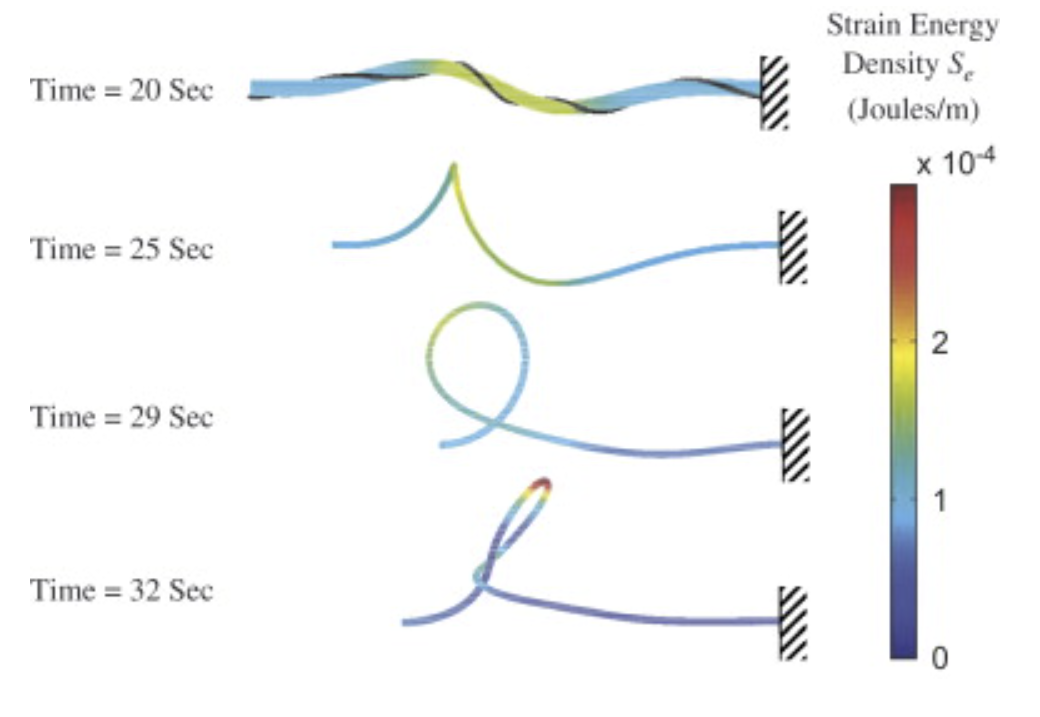 Strain Energy
Density Sₑ
(Joules/m)
Time = 20 Sec
x 10⁻⁴
Time = 25 Sec
2
Time = 29 Sec
1
Time = 32 Sec
0